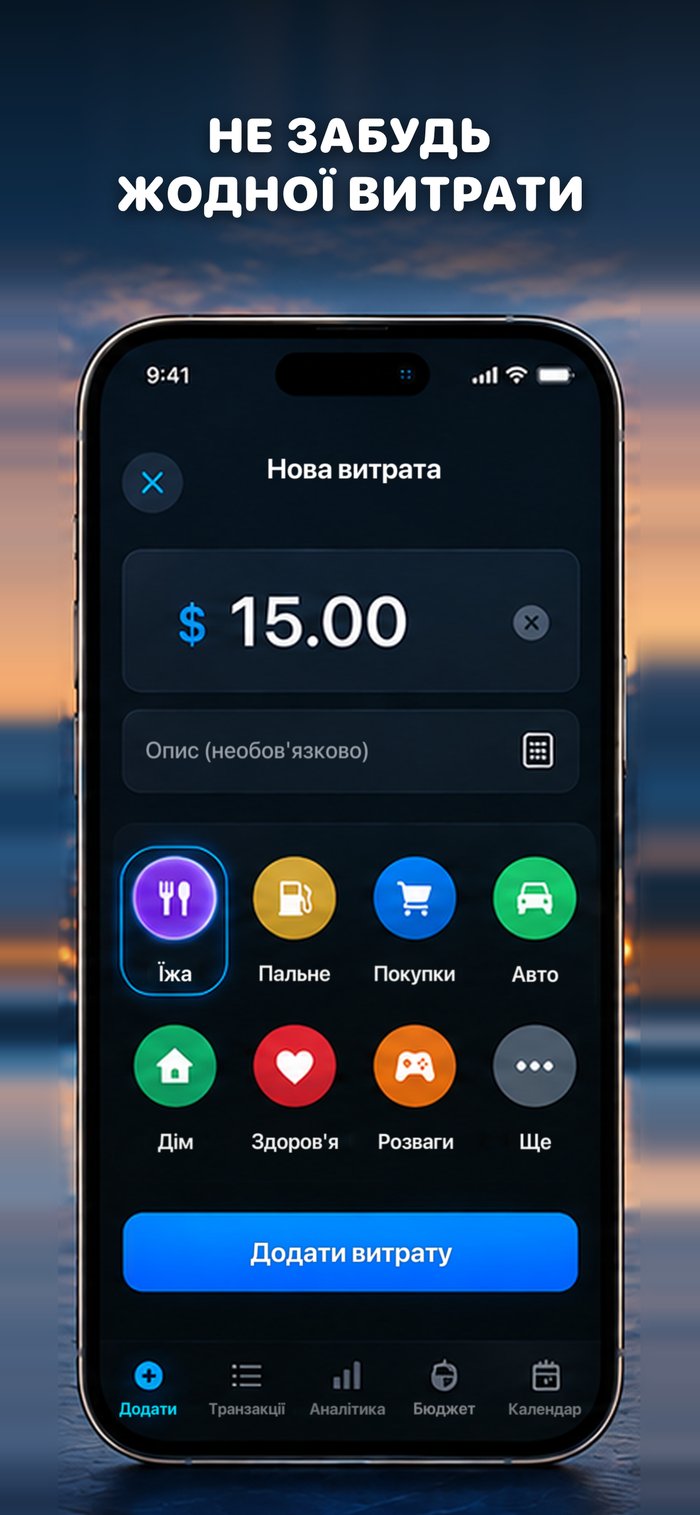 НЕ ЗАБУДЬ
ЖОДНОЇ ВИТРАТИ
9:41
Нова витрата
$ 15.00
Опис (необов'язково)
Їжа Пальне Покупки Авто
Дім Здоров'я Розваги Ще
Додати витрату
Додати Транзакції Аналітика Бюджет Календар